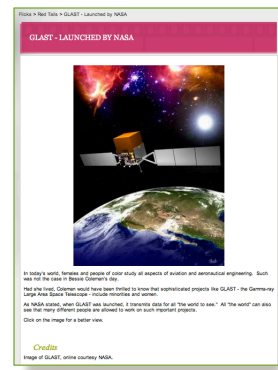 Flicks > Red Tails > GLAST - Launched by NASA
GLAST - LAUNCHED BY NASA
In today's world, females and people of color study all aspects of aviation and aeronautical engineering. Such
was not the case in Bessie Coleman's day.
Had she lived, Coleman would have been thrilled to know that sophisticated projects like GLAST - the Gamma-ray
Large Area Space Telescope - include minorities and women.
As NASA stated, when GLAST was launched, it transmits data for all "the world to see." All "the world" can also
see that many different people are allowed to work on such important projects.
Click on the image for a better view.
Credits
Image of GLAST, online courtesy NASA.